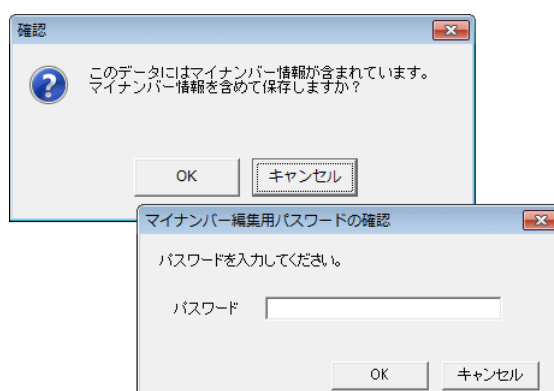 確認
このデータにはマイナンバー情報が含まれています。
マイナンバー情報を含めて保存しますか?
OK
キャンセル
マイナンバー編集用パスワードの確認
パスワードを入力してください。
パスワード
OK
キャンセル